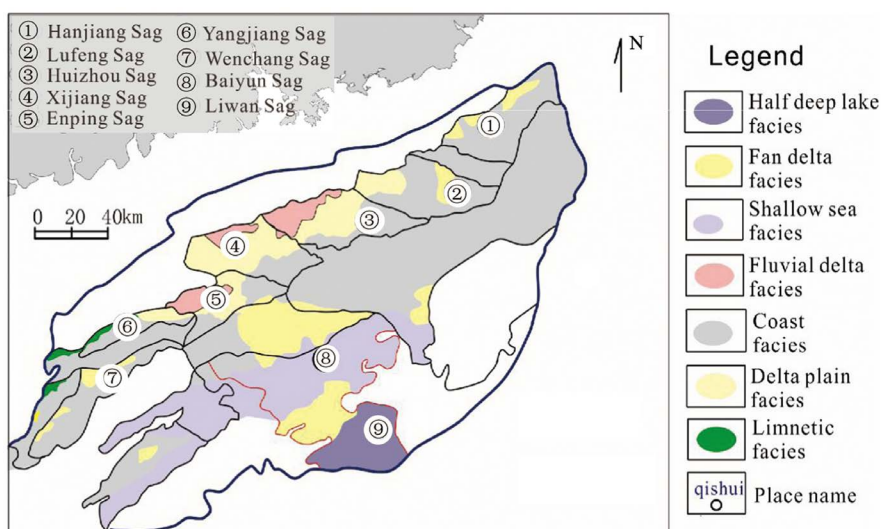 ① Hanjiang Sag
② Lufeng Sag
③ Huizhou Sag
④ Xijiang Sag
⑤ Enping Sag
⑥ Yangjiang Sag
⑦ Wenchang Sag
⑧ Baiyun Sag
⑨ Liwan Sag
N
0 20 40km
①
②
③
④
⑤
⑥
⑦
⑧
⑨
Legend
Half deep lake
facies
Fan delta
facies
Shallow sea
facies
Fluvial delta
facies
Coast
facies
Delta plain
facies
Limnetic
facies
qishui
Place name